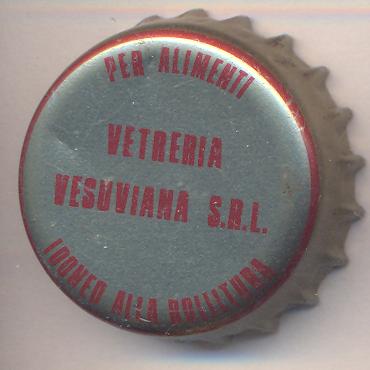 PER ALIMENTI
VETRERIA
VESUVIANA S.R.L.
IDONEO ALLA BOLLITURA